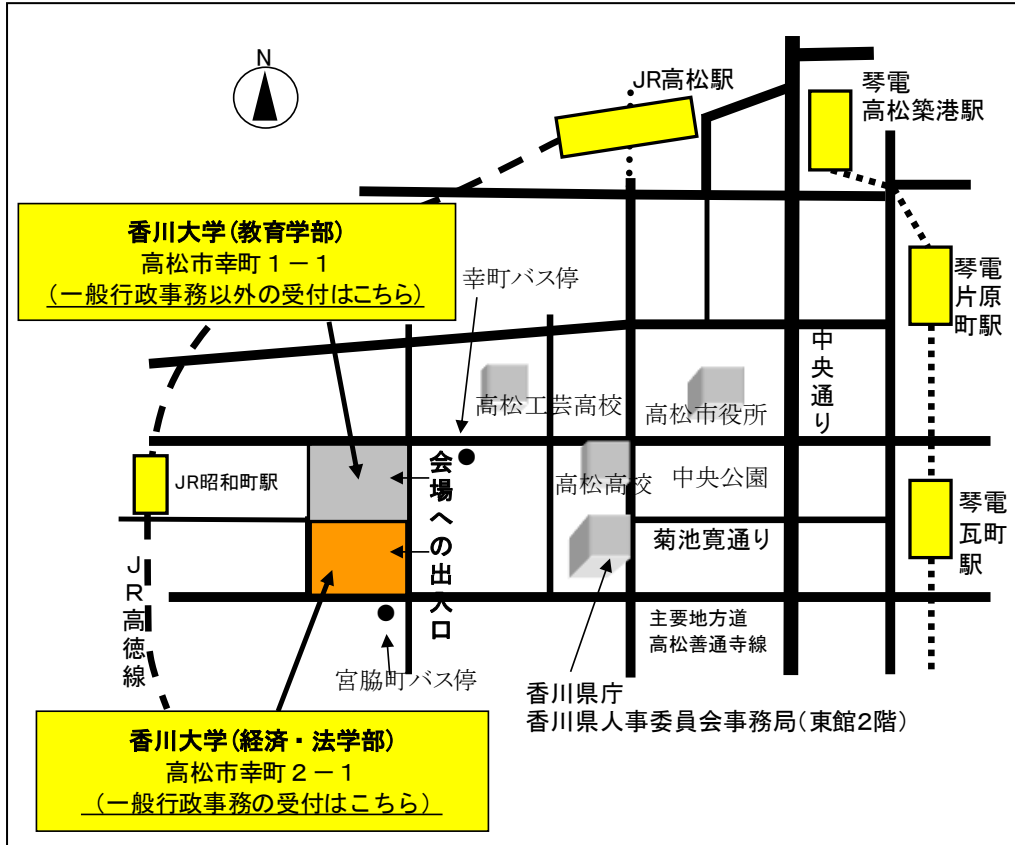 N
JR高松駅
琴電
高松築港駅
香川大学(教育学部)
高松市幸町１－１
(一般行政事務以外の受付はこちら)
幸町バス停
琴電
片原
町駅
中央通り
高松工芸高校
高松市役所
JR昭和町駅
会場への出入口
高松高校
中央公園
菊池寛通り
琴電
瓦町
駅
JR高徳線
主要地方道
高松善通寺線
宮脇町バス停
香川県庁
香川県人事委員会事務局(東館2階)
香川大学(経済・法学部)
高松市幸町２－１
(一般行政事務の受付はこちら)